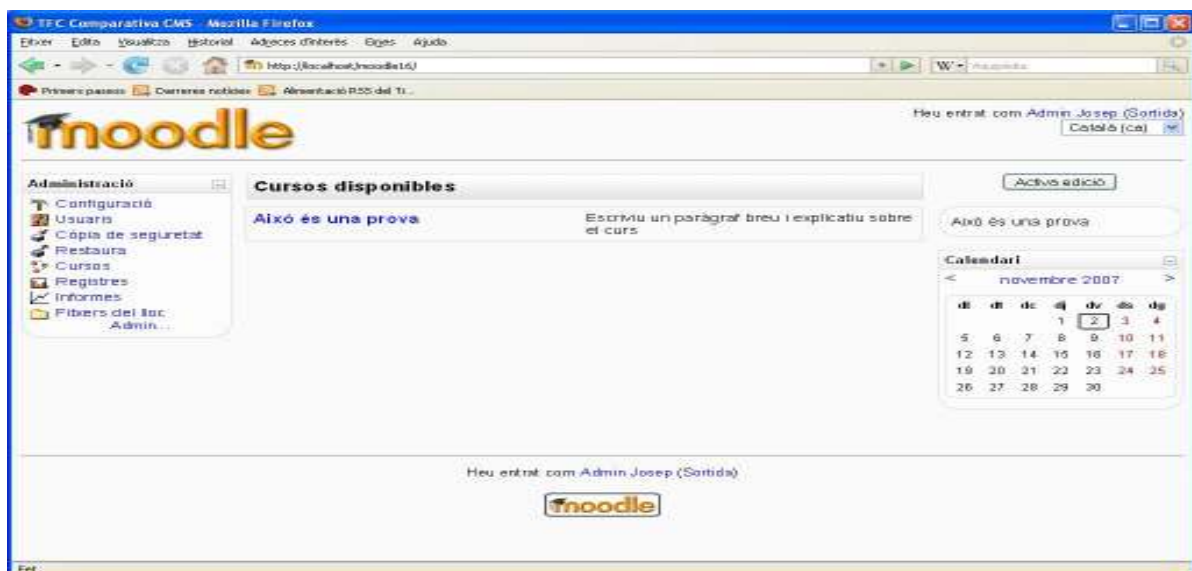 TFC Comparativa CMS - Mozilla Firefox
Fitxer Edita Visualitza Historial Adreces d'interès Eines Ajuda
http://localhost/moodle16/
W
Primers passos Darreres notícies Alimentació RSS del Ti...
moodle
Heu entrat com Admin Josep (Sortida)
Català (ca)
Administració
Configuració
Usuaris
Còpia de seguretat
Restaura
Cursos
Registres
Informes
Fitxers del lloc
Admin...
Cursos disponibles
Això és una prova
Escriviu un paràgraf breu i explicatiu sobre
el curs
Activa edició
Això és una prova
Calendari
< novembre 2007 >
dl dt dc dj dv ds dg
1 2 3 4
5 6 7 8 9 10 11
12 13 14 15 16 17 18
19 20 21 22 23 24 25
26 27 28 29 30
Heu entrat com Admin Josep (Sortida)
moodle
Fet